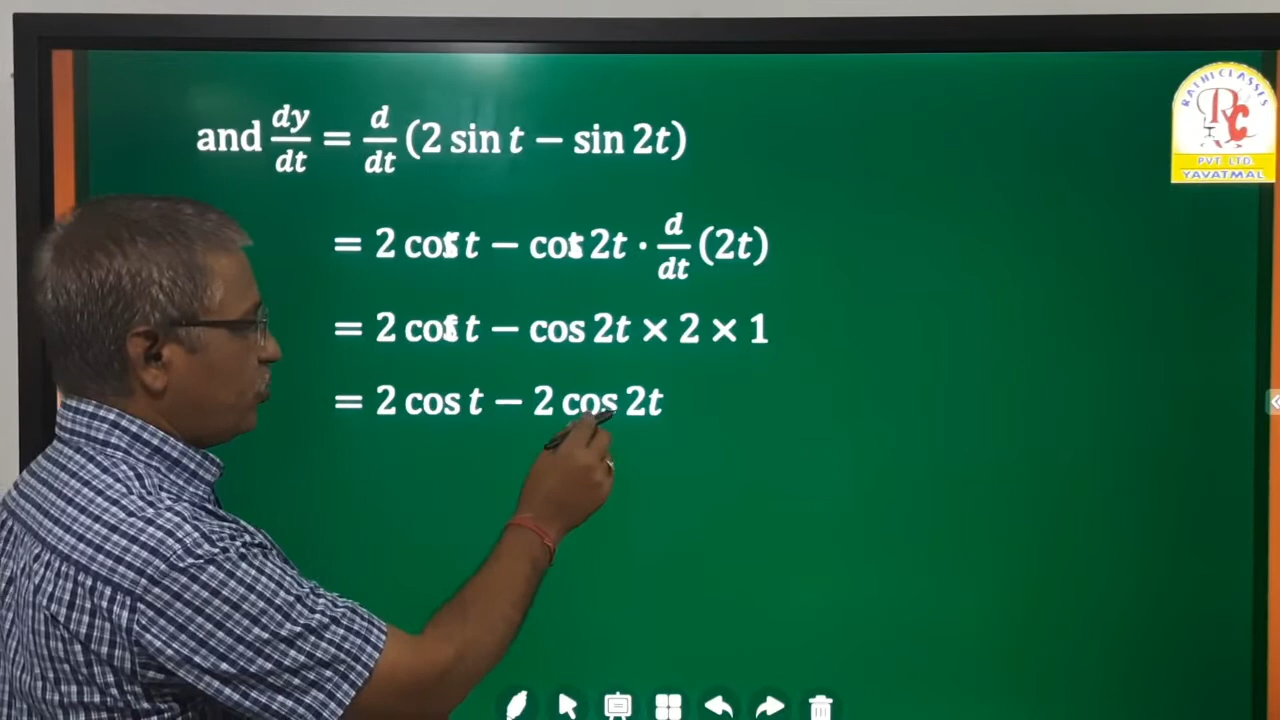 and dy/dt = d/dt (2 sin t − sin 2t)
= 2 cos t − cos 2t · d/dt (2t)
= 2 cos t − cos 2t × 2 × 1
= 2 cos t − 2 cos 2t
RATHI CLASSES
RC
PVT. LTD.
YAVATMAL